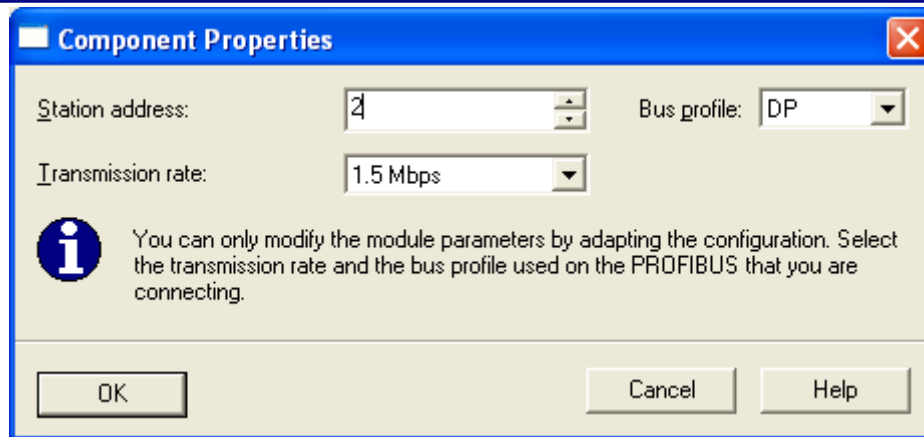 Component Properties
Station address:
2
Bus profile:
DP
Transmission rate:
1.5 Mbps
You can only modify the module parameters by adapting the configuration. Select
the transmission rate and the bus profile used on the PROFIBUS that you are
connecting.
OK
Cancel
Help